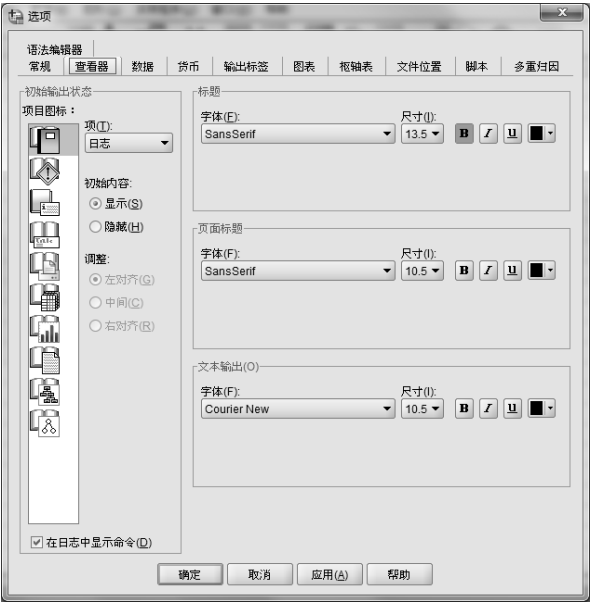 选项
语法编辑器
常规 查看器 数据 货币 输出标签 图表 枢轴表 文件位置 脚本 多重归因
初始输出状态
项目图标：
项(T):
日志
初始内容:
显示(S)
隐藏(H)
调整:
左对齐(G)
中间(C)
右对齐(R)
在日志中显示命令(D)
标题
字体(F): 尺寸(I):
SansSerif 13.5 B I U
页面标题
字体(F): 尺寸(I):
SansSerif 10.5 B I U
文本输出(O)
字体(F): 尺寸(I):
Courier New 10.5 B I U
确定 取消 应用(A) 帮助